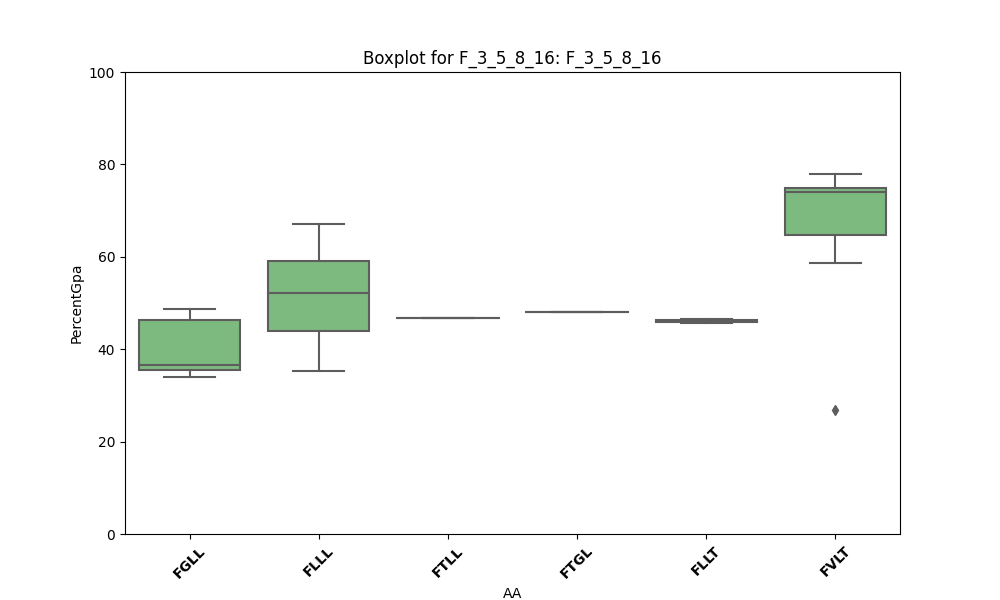 Boxplot for F_3_5_8_16: F_3_5_8_16
PercentGpa
100
80
60
40
20
0
FGLL
FLLL
FTLL
FTGL
FLLT
FVLT
AA